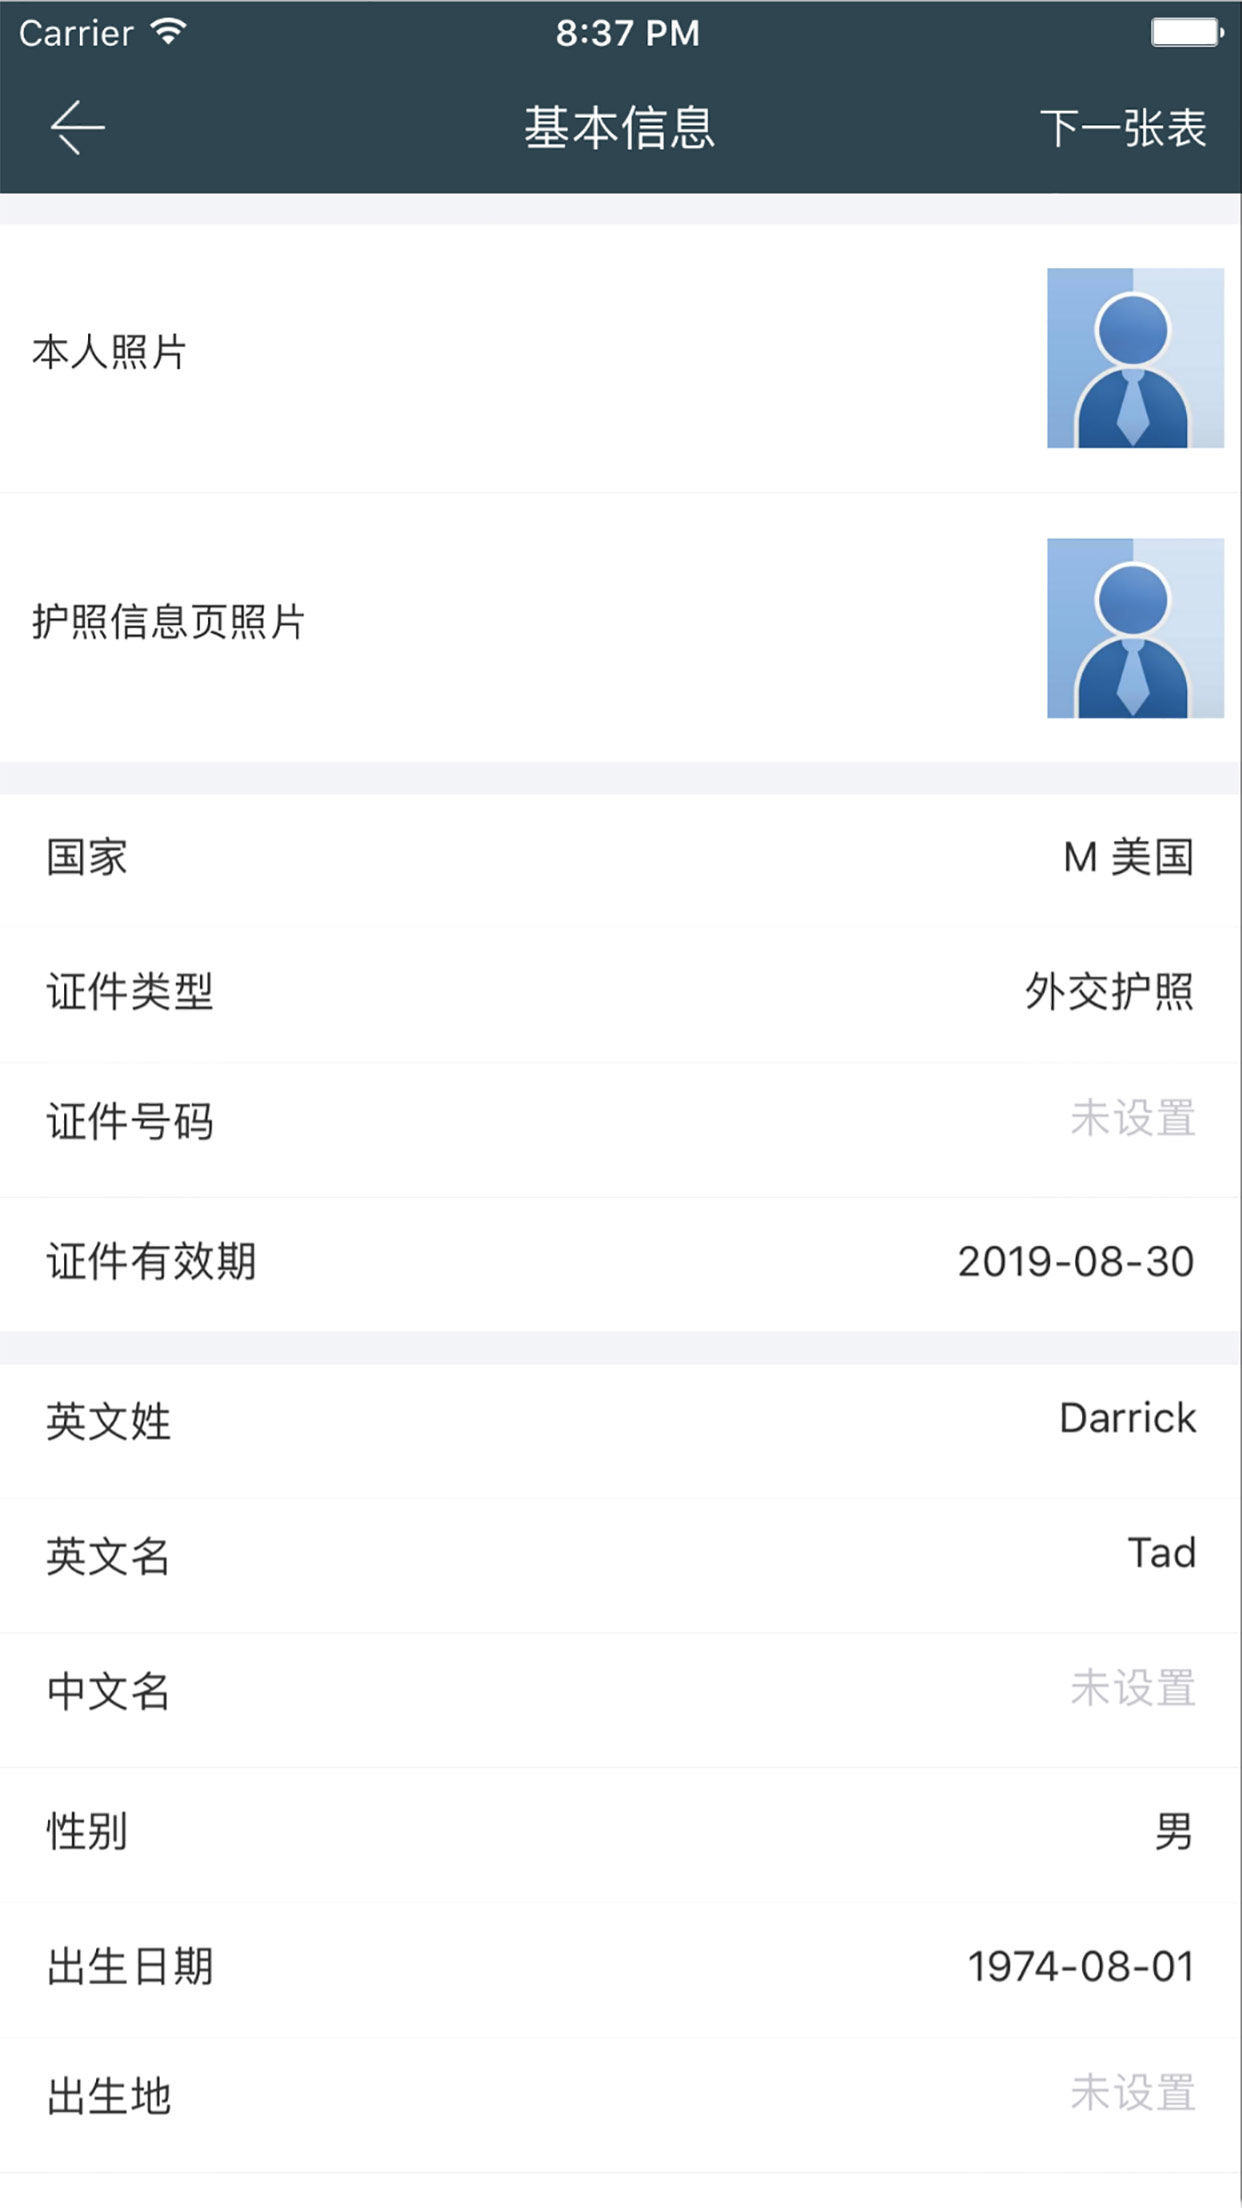 Carrier 8:37 PM
基本信息 下一张表
本人照片
护照信息页照片
国家 M 美国
证件类型 外交护照
证件号码 未设置
证件有效期 2019-08-30
英文姓 Darrick
英文名 Tad
中文名 未设置
性别 男
出生日期 1974-08-01
出生地 未设置